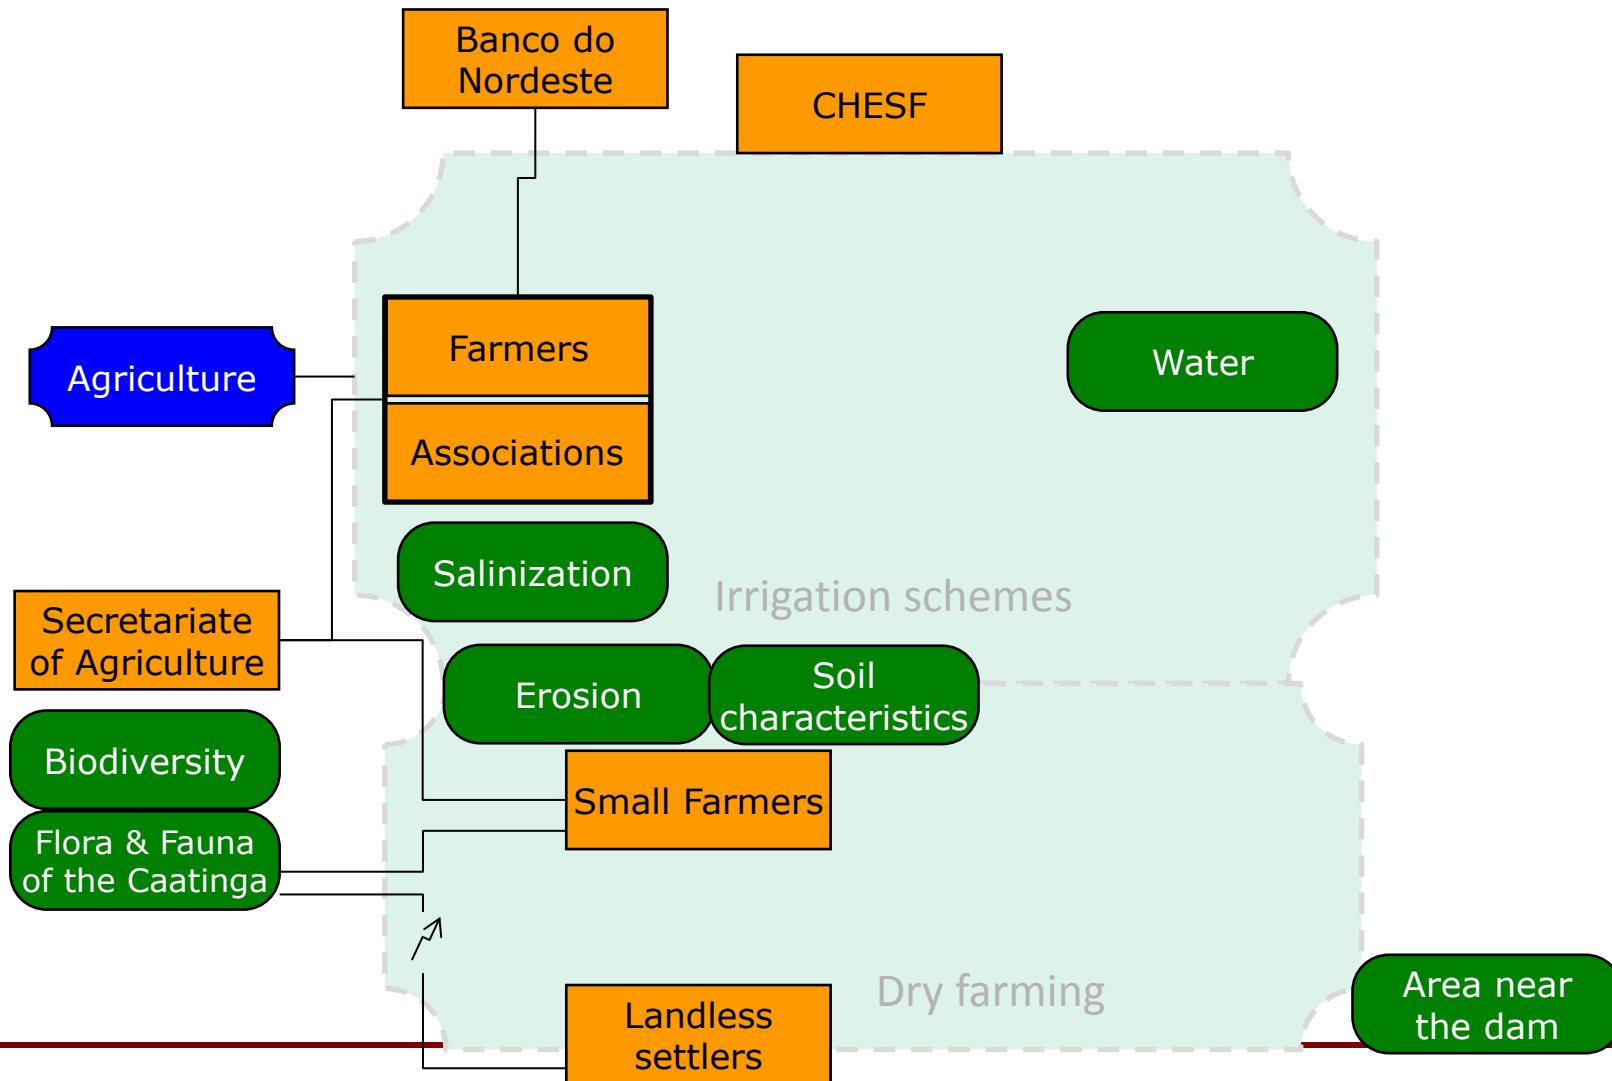 Banco do
Nordeste
CHESF
Farmers
Water
Agriculture
Associations
Salinization
Irrigation schemes
Secretariate
of Agriculture
Erosion
Soil
characteristics
Biodiversity
Small Farmers
Flora & Fauna
of the Caatinga
Dry farming
Area near
the dam
Landless
settlers